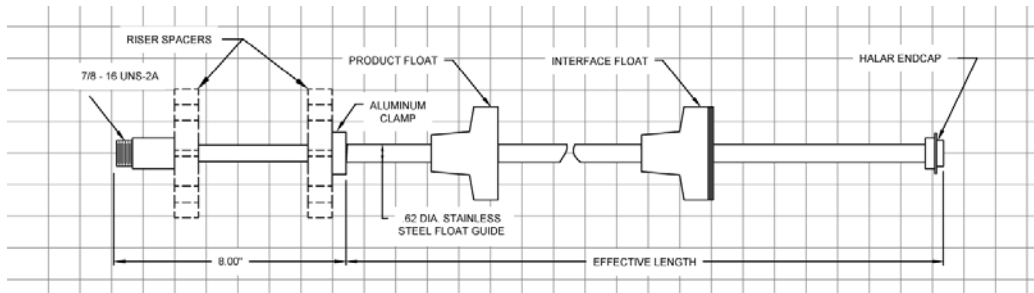 RISER SPACERS
7/8 - 16 UNS-2A
PRODUCT FLOAT
INTERFACE FLOAT
HALAR ENDCAP
ALUMINUM
CLAMP
.62 DIA. STAINLESS
STEEL FLOAT GUIDE
8.00"
EFFECTIVE LENGTH